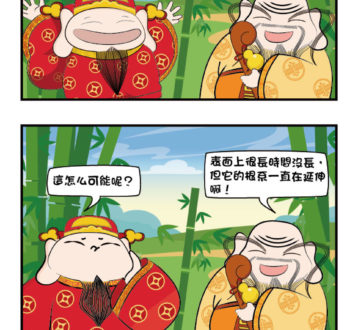 這怎么可能呢？
表面上很長時間沒長，
但它的根莖一直在延伸
啊！